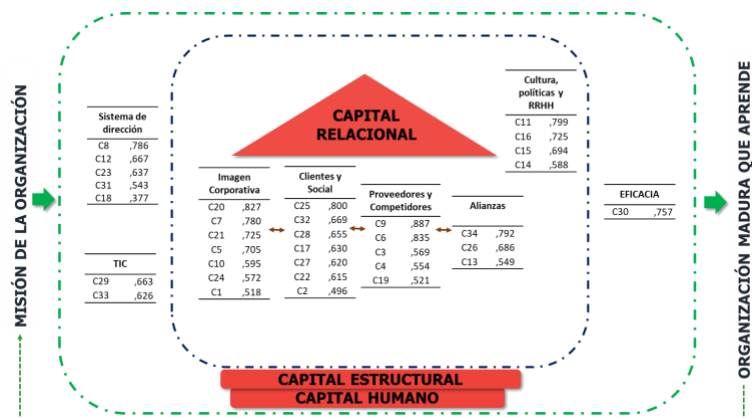 MISIÓN DE LA ORGANIZACIÓN
Sistema de
dirección
C8 ,786
C12 ,667
C23 ,637
C31 ,543
C18 ,377
TIC
C29 ,663
C33 ,626
CAPITAL
RELACIONAL
Cultura,
políticas y
RRHH
C11 ,799
C16 ,725
C15 ,694
C14 ,588
Imagen
Corporativa
C20 ,827
C7 ,780
C21 ,725
C5 ,705
C10 ,595
C24 ,572
C1 ,518
Clientes y
Social
C25 ,800
C32 ,669
C28 ,655
C17 ,630
C27 ,620
C22 ,615
C2 ,496
Proveedores y
Competidores
C9 ,887
C6 ,835
C3 ,569
C4 ,554
C19 ,521
Alianzas
C34 ,792
C26 ,686
C13 ,549
EFICACIA
C30 ,757
CAPITAL ESTRUCTURAL
CAPITAL HUMANO
ORGANIZACIÓN MADURA QUE APRENDE